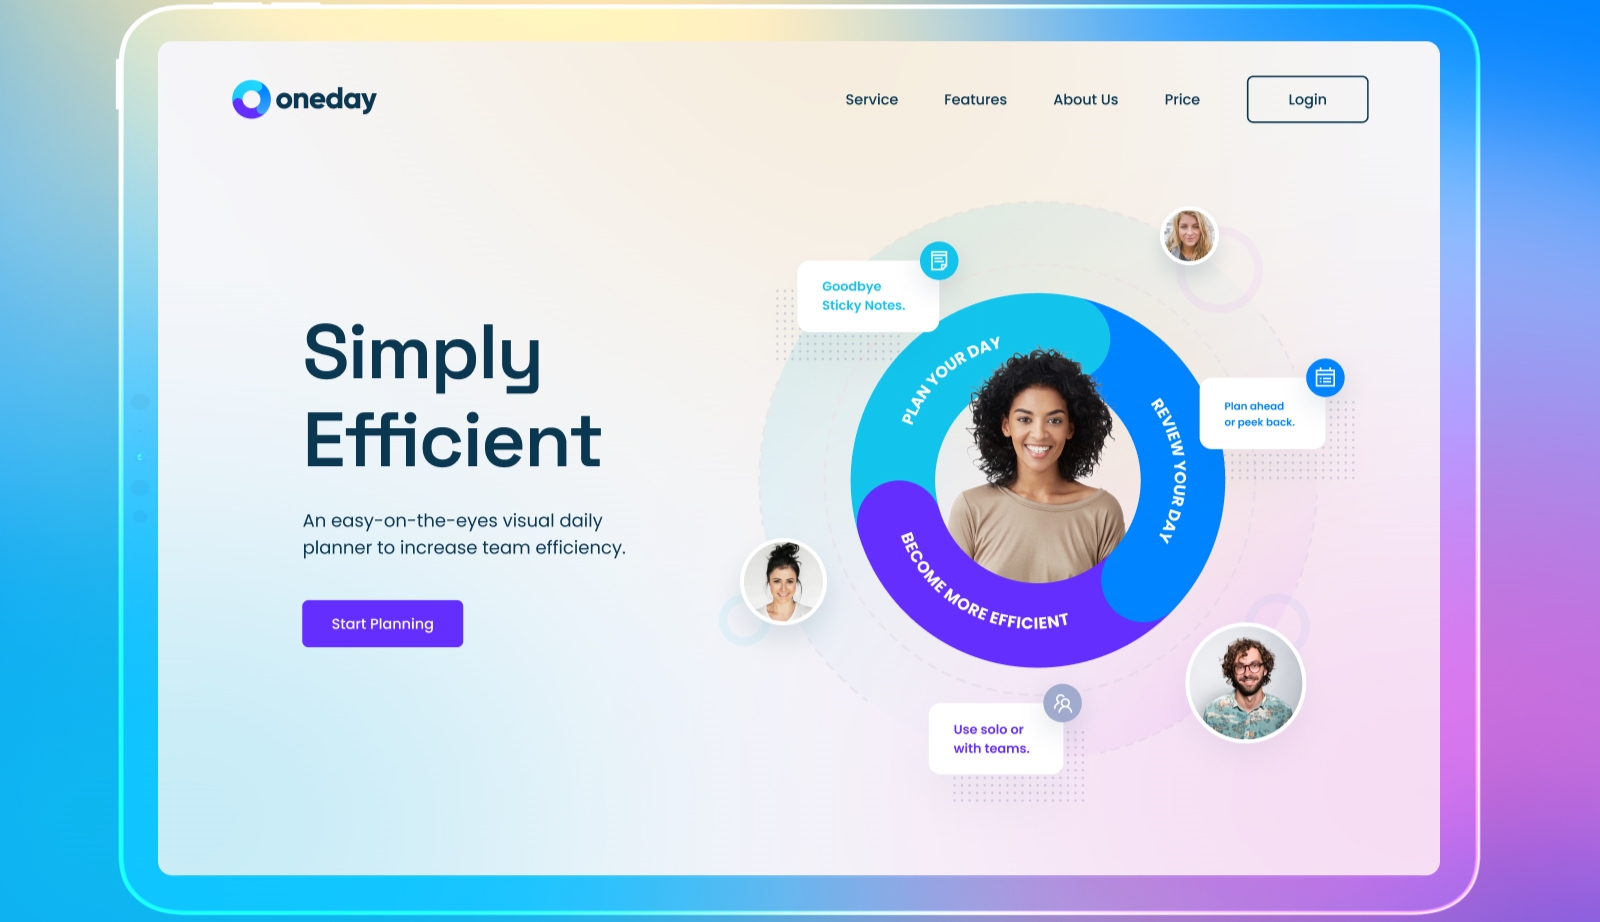 oneday
Service
Features
About Us
Price
Login
Simply
Efficient
An easy-on-the-eyes visual daily
planner to increase team efficiency.
Start Planning
Goodbye
Sticky Notes.
PLAN YOUR DAY
REVIEW YOUR DAY
BECOME MORE EFFICIENT
Plan ahead
or peek back.
Use solo or
with teams.